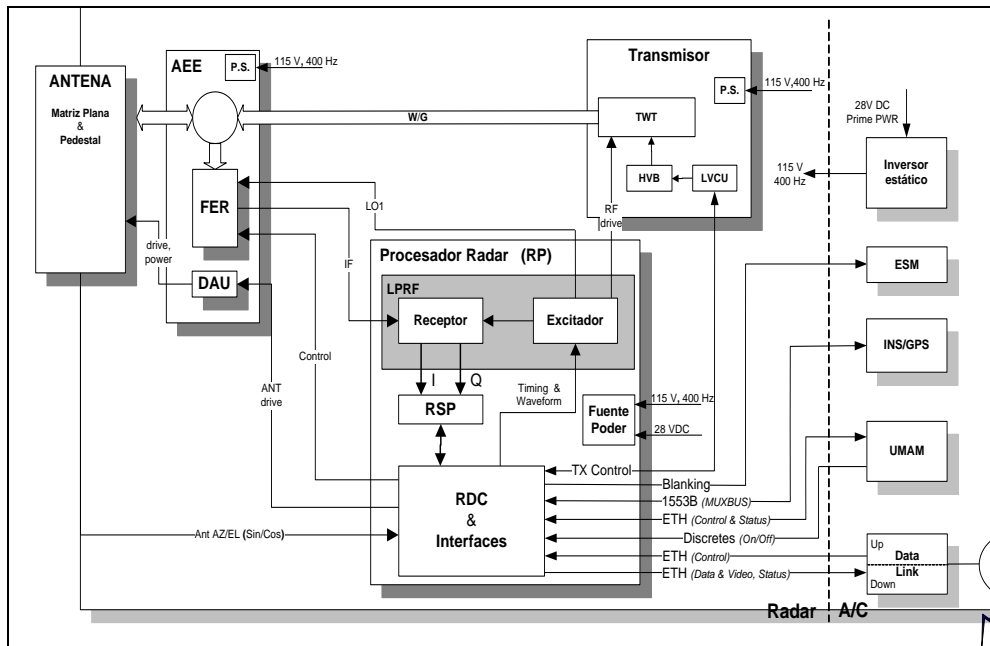 ANTENA
Matriz Plana
&
Pedestal
AEE
P.S.
115 V, 400 Hz
W/G
FER
DAU
drive,
power
LO1
IF
Control
ANT
drive
Transmisor
P.S.
115 V,400 Hz
TWT
HVB
LVCU
RF
drive
28V DC
Prime PWR
Inversor
estático
115 V
400 Hz
Procesador Radar (RP)
LPRF
Receptor
Excitador
I
Q
RSP
Timing &
Waveform
Fuente
Poder
115 V, 400 Hz
28 VDC
RDC
&
Interfaces
Ant AZ/EL (Sin/Cos)
TX Control
Blanking
1553B (MUXBUS)
ETH (Control & Status)
Discretes (On/Off)
ETH (Control)
ETH (Data & Video, Status)
ESM
INS/GPS
UMAM
Up
Data
Link
Down
Radar
A/C